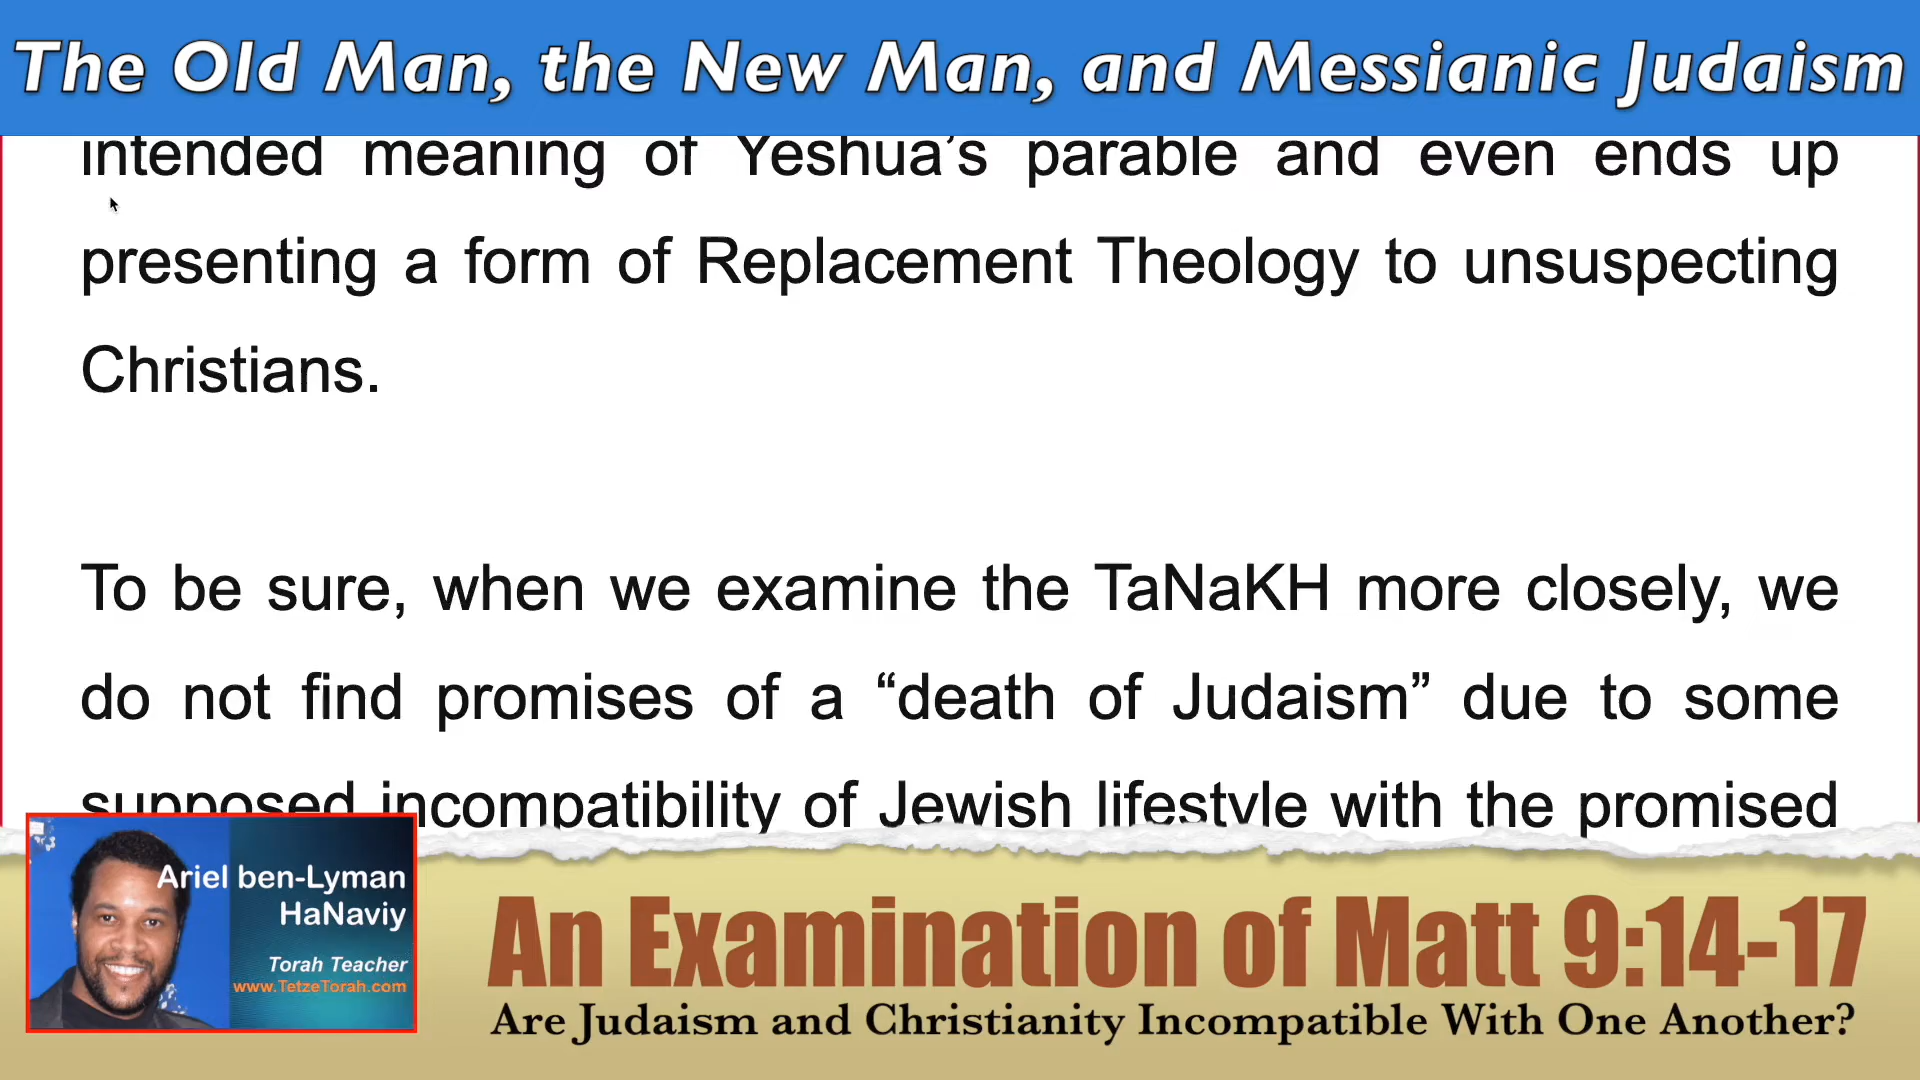 The Old Man, the New Man, and Messianic Judaism
intended meaning of Yeshua’s parable and even ends up
presenting a form of Replacement Theology to unsuspecting
Christians.
To be sure, when we examine the TaNaKH more closely, we
do not find promises of a “death of Judaism” due to some
supposed incompatibility of Jewish lifestyle with the promised
Ariel ben-Lyman
HaNaviy
Torah Teacher
www.TetzeTorah.com
An Examination of Matt 9:14-17
Are Judaism and Christianity Incompatible With One Another?